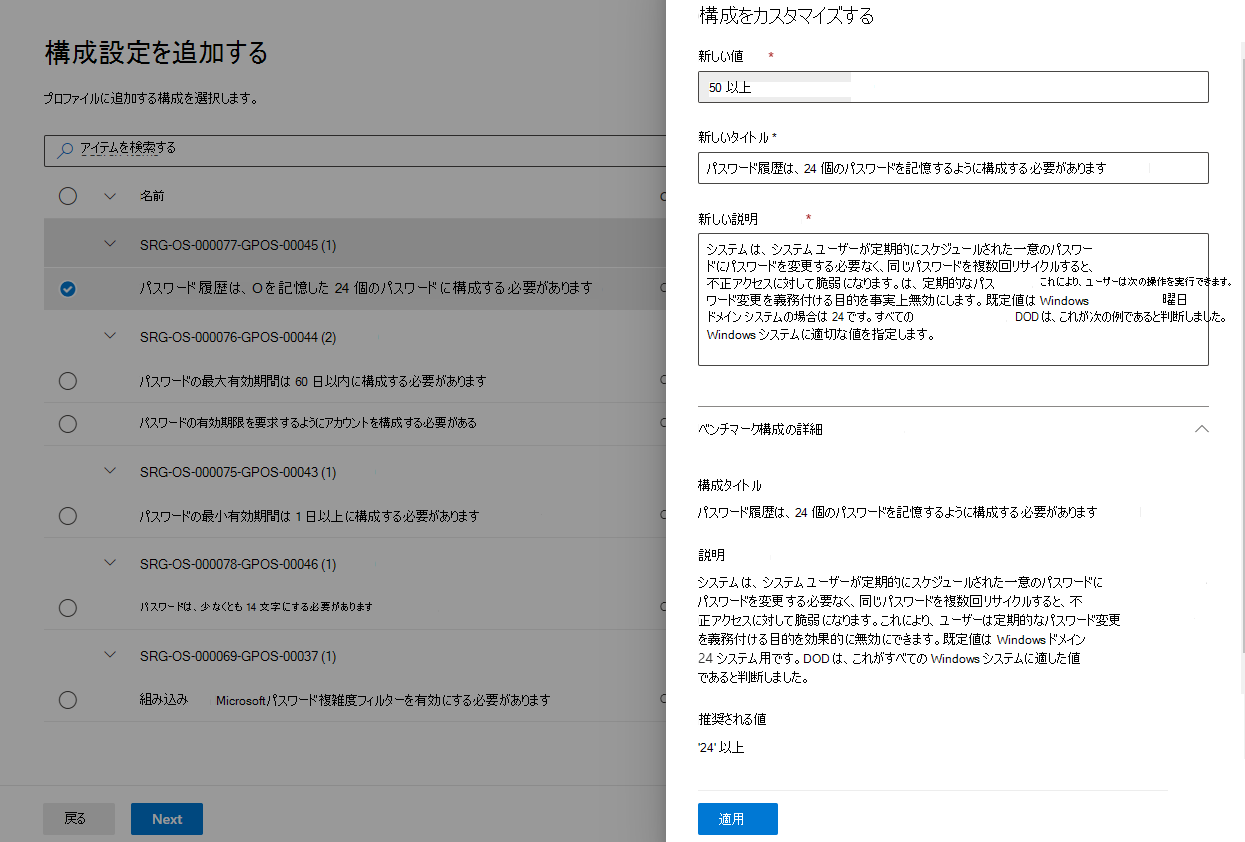 構成設定を追加する
プロファイルに追加する構成を選択します。
アイテムを検索する
名前
SRG-OS-000077-GPOS-00045 (1)
パスワード履歴は、Oを記憶した 24 個のパスワードに構成する必要があります
SRG-OS-000076-GPOS-00044 (2)
パスワードの最大有効期間は 60 日以内に構成する必要があります
パスワードの有効期限を要求するようにアカウントを構成する必要がある
SRG-OS-000075-GPOS-00043 (1)
パスワードの最小有効期間は 1 日以上に構成する必要があります
SRG-OS-000078-GPOS-00046 (1)
パスワードは、少なくとも 14 文字にする必要があります
SRG-OS-000069-GPOS-00037 (1)
組み込み Microsoftパスワード複雑度フィルターを有効にする必要があります
戻る
Next
構成をカスタマイズする
新しい値 *
50 以上
新しいタイトル *
パスワード履歴は、24 個のパスワードを記憶するように構成する必要があります
新しい説明 *
システムは、システム ユーザーが定期的にスケジュールされた一意のパスワー
ドにパスワードを変更する必要なく、同じパスワードを複数回リサイクルすると、
不正アクセスに対して脆弱になります。は、定期的なパス これにより、ユーザーは次の操作を実行できます。
ワード変更を義務付ける目的を事実上無効にします。既定値は Windows 曜日
ドメイン システムの場合は 24 です。すべての DOD は、これが次の例であると判断しました。
Windows システムに適切な値を指定します。
ベンチマーク構成の詳細
構成タイトル
パスワード履歴は、24 個のパスワードを記憶するように構成する必要があります
説明
システムは、システム ユーザーが定期的にスケジュールされた一意のパスワードに
パスワードを変更する必要なく、同じパスワードを複数回リサイクルすると、不
正アクセスに対して脆弱になります。これにより、ユーザーは定期的なパスワード変更
を義務付ける目的を効果的に無効にできます。既定値は Windows ドメイン
24 システム用です。DOD は、これがすべての Windows システムに適した値
であると判断しました。
推奨される値
'24' 以上
適用